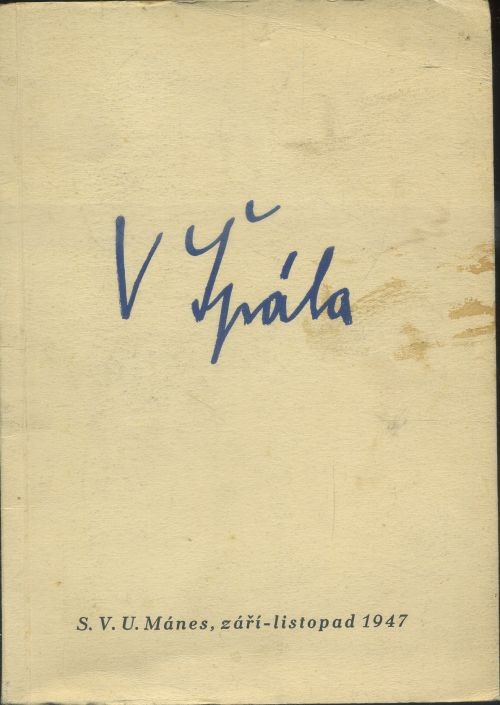 V Špála
S. V. U. Mánes, září-listopad 1947